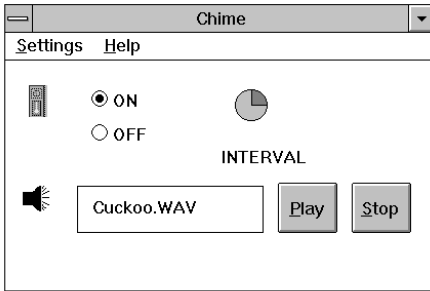 Chime
Settings Help
ON
OFF
INTERVAL
Cuckoo.WAV Play Stop